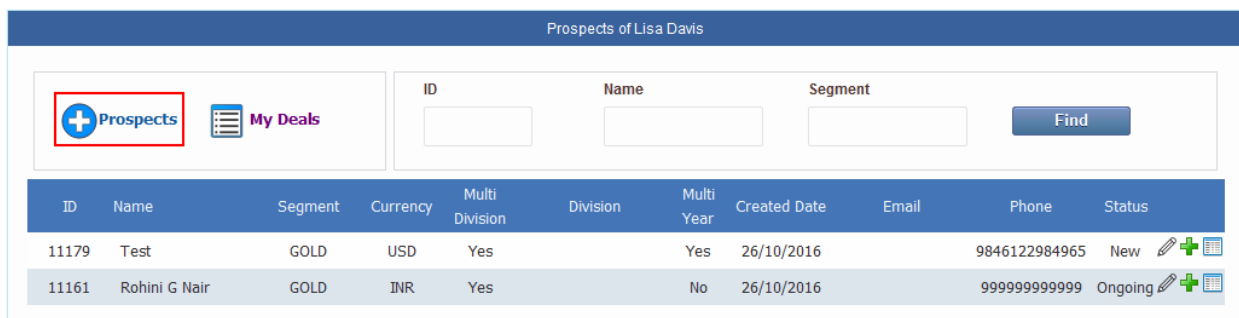 Prospects of Lisa Davis
Prospects My Deals
ID Name Segment
Find
ID Name Segment Currency Multi Division Division Multi Year Created Date Email Phone Status
11179 Test GOLD USD Yes Yes 26/10/2016 9846122984965 New
11161 Rohini G Nair GOLD INR Yes No 26/10/2016 999999999999 Ongoing